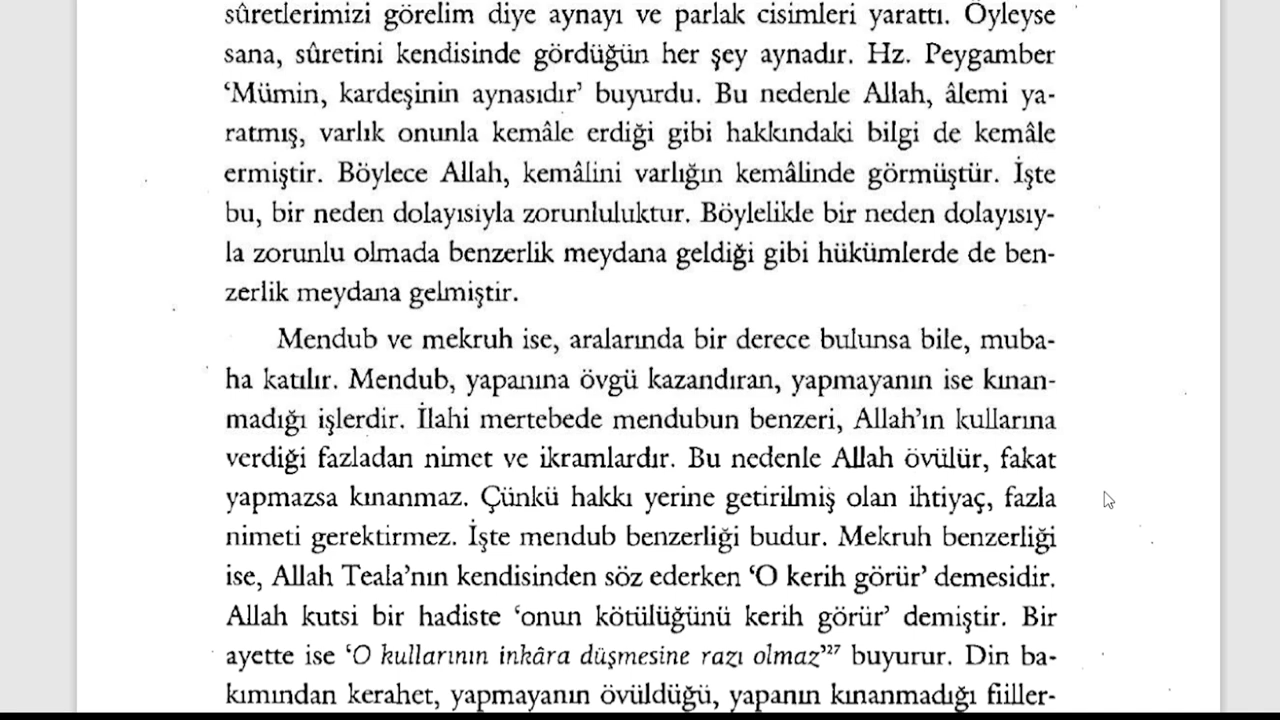 sûretlerimizi görelim diye aynayı ve parlak cisimleri yarattı. Öyleyse
sana, sûretini kendisinde gördüğün her şey aynadır. Hz. Peygamber
‘Mümin, kardeşinin aynasıdır’ buyurdu. Bu nedenle Allah, âlemi ya-
ratmış, varlık onunla kemâle erdiği gibi hakkındaki bilgi de kemâle
ermiştir. Böylece Allah, kemâlini varlığın kemâlinde görmüştür. İşte
bu, bir neden dolayısıyla zorunluluktur. Böylelikle bir neden dolayısıy-
la zorunlu olmada benzerlik meydana geldiği gibi hükümlerde de ben-
zerlik meydana gelmiştir.
Mendub ve mekruh ise, aralarında bir derece bulunsa bile, muba-
ha katılır. Mendub, yapanına övgü kazandıran, yapmayanın ise kınan-
madığı işlerdir. İlahi mertebede mendubun benzeri, Allah’ın kullarına
verdiği fazladan nimet ve ikramlardır. Bu nedenle Allah övülür, fakat
yapmazsa kınanmaz. Çünkü hakkı yerine getirilmiş olan ihtiyaç, fazla
nimeti gerektirmez. İşte mendub benzerliği budur. Mekruh benzerliği
ise, Allah Teala’nın kendisinden söz ederken ‘O kerih görür’ demesidir.
Allah kutsi bir hadiste ‘onun kötülüğünü kerih görür’ demiştir. Bir
ayette ise ‘O kullarının inkâra düşmesine razı olmaz’²⁷ buyurur. Din ba-
kımından kerahet, yapmayanın övüldüğü, yapanın kınanmadığı fiiller-